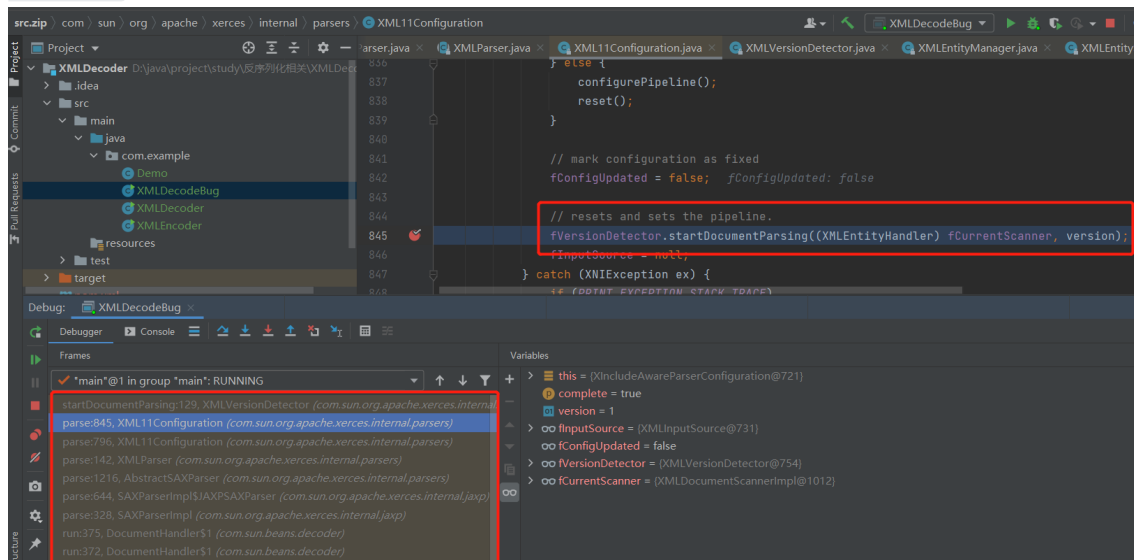 src.zip com sun org apache xerces internal parsers XML11Configuration
XMLDecodeBug
Project
arser.java
XMLParser.java
XML11Configuration.java
XMLVersionDetector.java
XMLEntityManager.java
XMLEntity
XMLDecoder D:\java\project\study\反序列化相关\XMLDec
.idea
src
main
java
com.example
Demo
XMLDecodeBug
XMLDecoder
XMLEncoder
resources
test
target
Project
Commit
Pull Requests
836 } else {
837 configurePipeline();
838 reset();
839 }
840
841 // mark configuration as fixed
842 fConfigUpdated = false; fConfigUpdated: false
843
844 // resets and sets the pipeline.
845 fVersionDetector.startDocumentParsing((XMLEntityHandler) fCurrentScanner, version);
846 fInputSource = null;
847 } catch (XNIException ex) {
848 if (PRINT_EXCEPTION_STACK_TRACE)
Debug: XMLDecodeBug
Debugger Console
Frames
"main"@1 in group "main": RUNNING
startDocumentParsing:129, XMLVersionDetector (com.sun.org.apache.xerces.internal
parse:845, XML11Configuration (com.sun.org.apache.xerces.internal.parsers)
parse:796, XML11Configuration (com.sun.org.apache.xerces.internal.parsers)
parse:142, XMLParser (com.sun.org.apache.xerces.internal.parsers)
parse:1216, AbstractSAXParser (com.sun.org.apache.xerces.internal.parsers)
parse:644, SAXParserImpl$JAXPSAXParser (com.sun.org.apache.xerces.internal.jaxp)
parse:328, SAXParserImpl (com.sun.org.apache.xerces.internal.jaxp)
run:375, DocumentHandler$1 (com.sun.beans.decoder)
run:372, DocumentHandler$1 (com.sun.beans.decoder)
Variables
this = {XIncludeAwareParserConfiguration@721}
complete = true
version = 1
fInputSource = {XMLInputSource@731}
fConfigUpdated = false
fVersionDetector = {XMLVersionDetector@754}
fCurrentScanner = {XMLDocumentScannerImpl@1012}